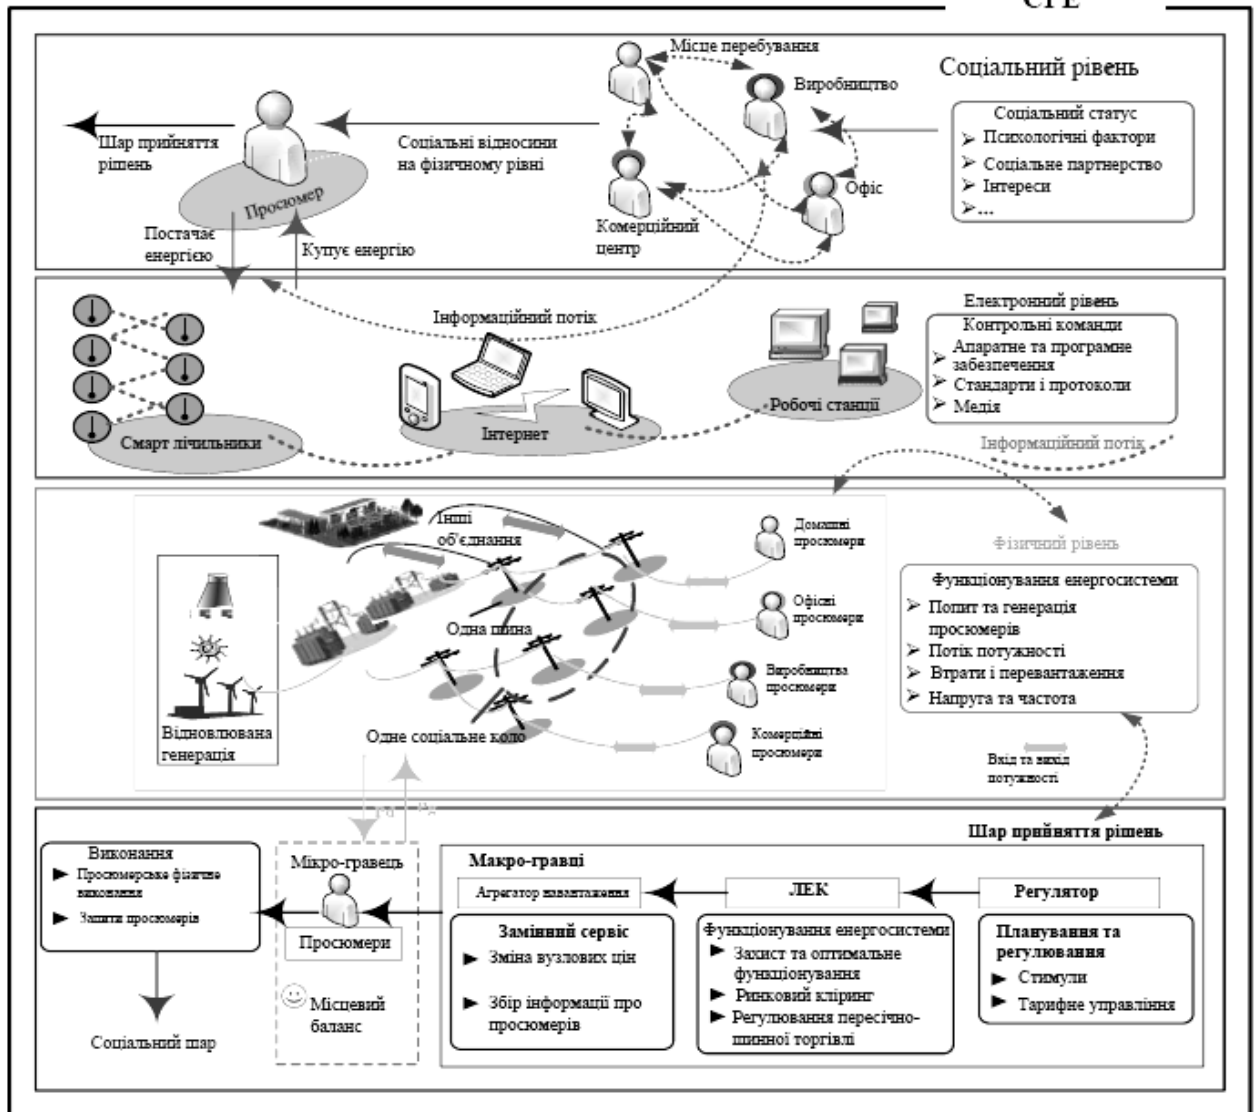 Соціальний рівень
Місце перебування
Виробництво
Соціальний статус
Психологічні фактори
Соціальне партнерство
Інтереси
...
Шар прийняття
рішень
Соціальні відносини
на фізичному рівні
Просюмер
Офіс
Комерційний
центр
Постачає
енергією
Купує енергію
Електронний рівень
Інформаційний потік
Контрольні команди
Апаратне та програмне
забезпечення
Стандарти і протоколи
Медія
Робочі станції
Смарт лічильники
Інтернет
Інформаційний потік
Інші
об'єднання
Домашні
просюмери
Фізичний рівень
Функціонування енергосистеми
Попит та генерація
просюмерів
Потік потужності
Втрати і перевантаження
Напруга та частота
Офісні
просюмери
Одна шина
Виробництва
просюмери
Відновлювана
генерація
Одне соціальне коло
Комерційні
просюмери
Вхід та вихід
потужності
Шар прийняття рішень
Виконання
Просюмерське фізичне
виконання
Запити просюмерів
Мікро-гравець
Просюмери
Місцевий
баланс
Соціальний шар
Макро-гравці
Агрегатор навантаження
ЛЕК
Регулятор
Замінний сервіс
Зміна вузлових цін
Збір інформації про
просюмерів
Функціонування енергосистеми
Захист та оптимальне
функціонування
Ринковий кліринг
Регулювання пересічно-
шинної торгівлі
Планування та
регулювання
Стимули
Тарифне управління